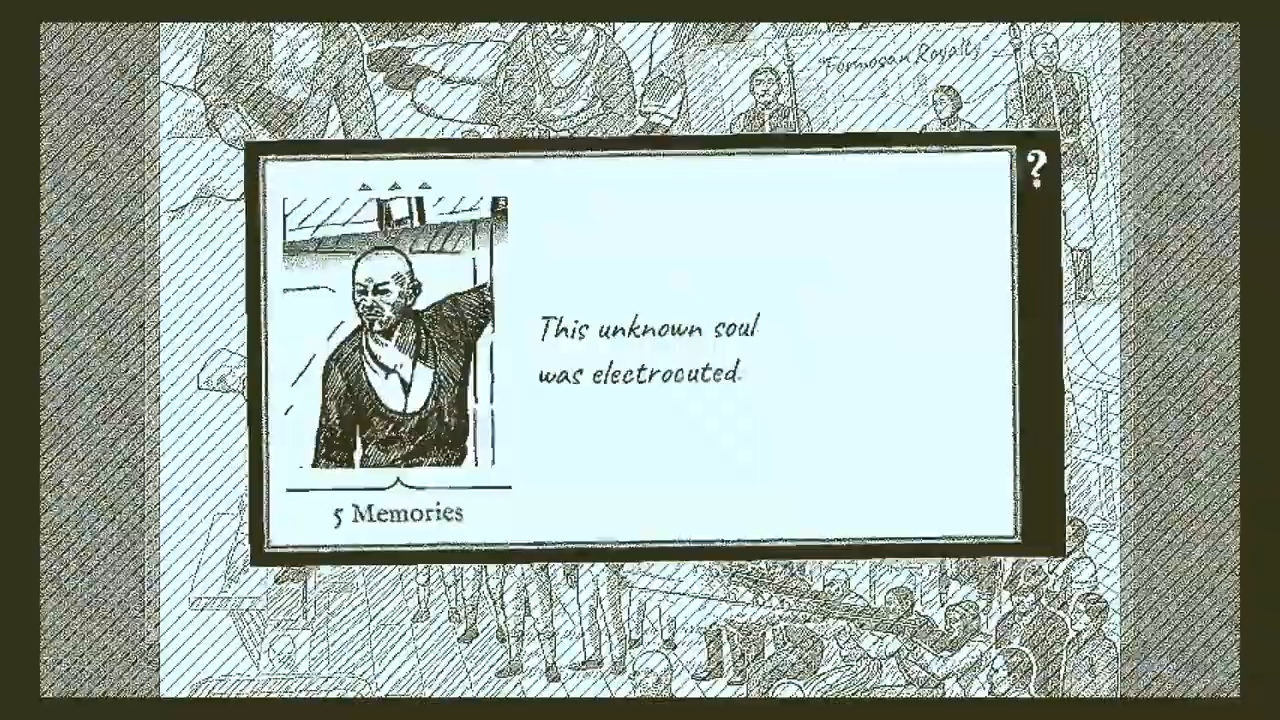 "Formosan Royalty"
?
This unknown soul
was electrocuted.
5 Memories